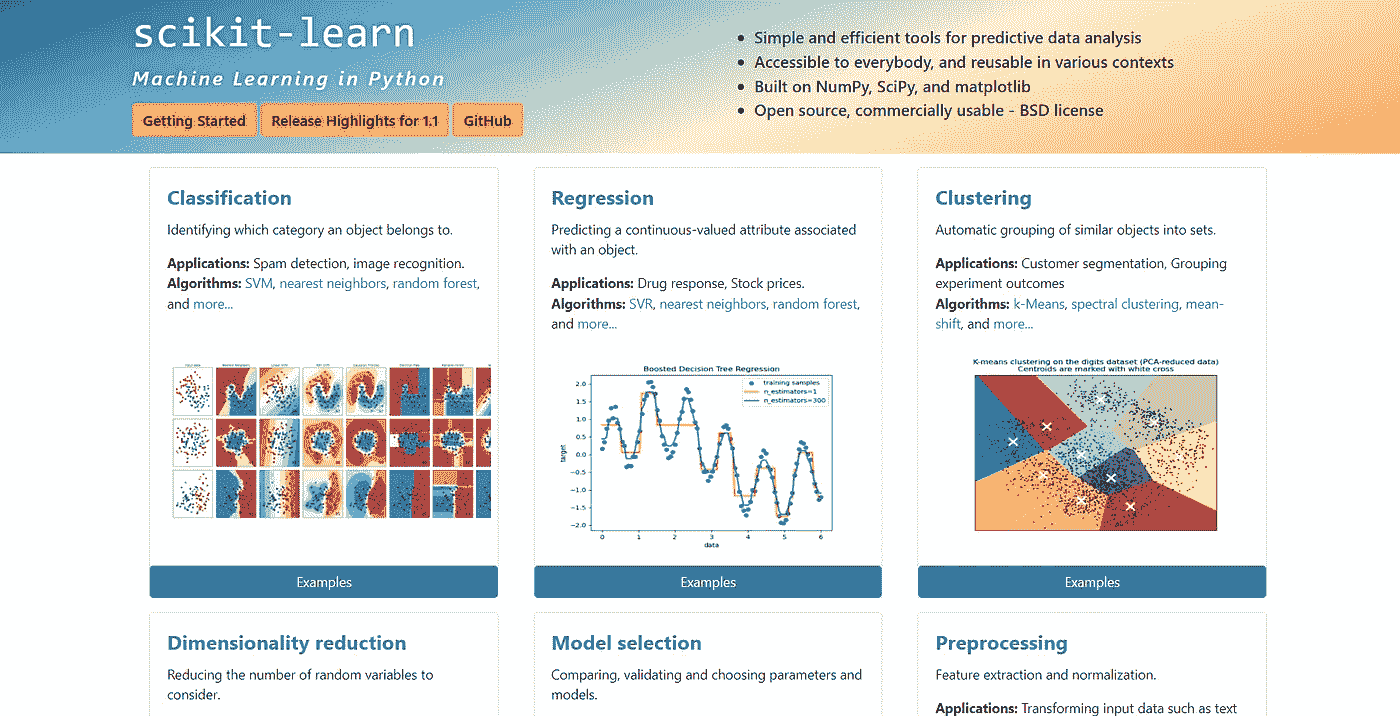 scikit-learn
Machine Learning in Python
Getting Started
Release Highlights for 1.1
GitHub
Simple and efficient tools for predictive data analysis
Accessible to everybody, and reusable in various contexts
Built on NumPy, SciPy, and matplotlib
Open source, commercially usable - BSD license
Classification
Identifying which category an object belongs to.
Applications: Spam detection, image recognition.
Algorithms: SVM, nearest neighbors, random forest,
and more...
Examples
Regression
Predicting a continuous-valued attribute associated
with an object.
Applications: Drug response, Stock prices.
Algorithms: SVR, nearest neighbors, random forest,
and more...
Boosted Decision Tree Regression
training samples
n_estimators=1
n_estimators=300
target
2.0
1.5
1.0
0.5
0.0
−0.5
−1.0
−1.5
−2.0
0 1 2 3 4 5 6
data
Examples
Clustering
Automatic grouping of similar objects into sets.
Applications: Customer segmentation, Grouping
experiment outcomes
Algorithms: k-Means, spectral clustering, mean-
shift, and more...
K-means clustering on the digits dataset (PCA-reduced data)
Centroids are marked with white cross
Examples
Dimensionality reduction
Reducing the number of random variables to
consider.
Model selection
Comparing, validating and choosing parameters and
models.
Preprocessing
Feature extraction and normalization.
Applications: Transforming input data such as text